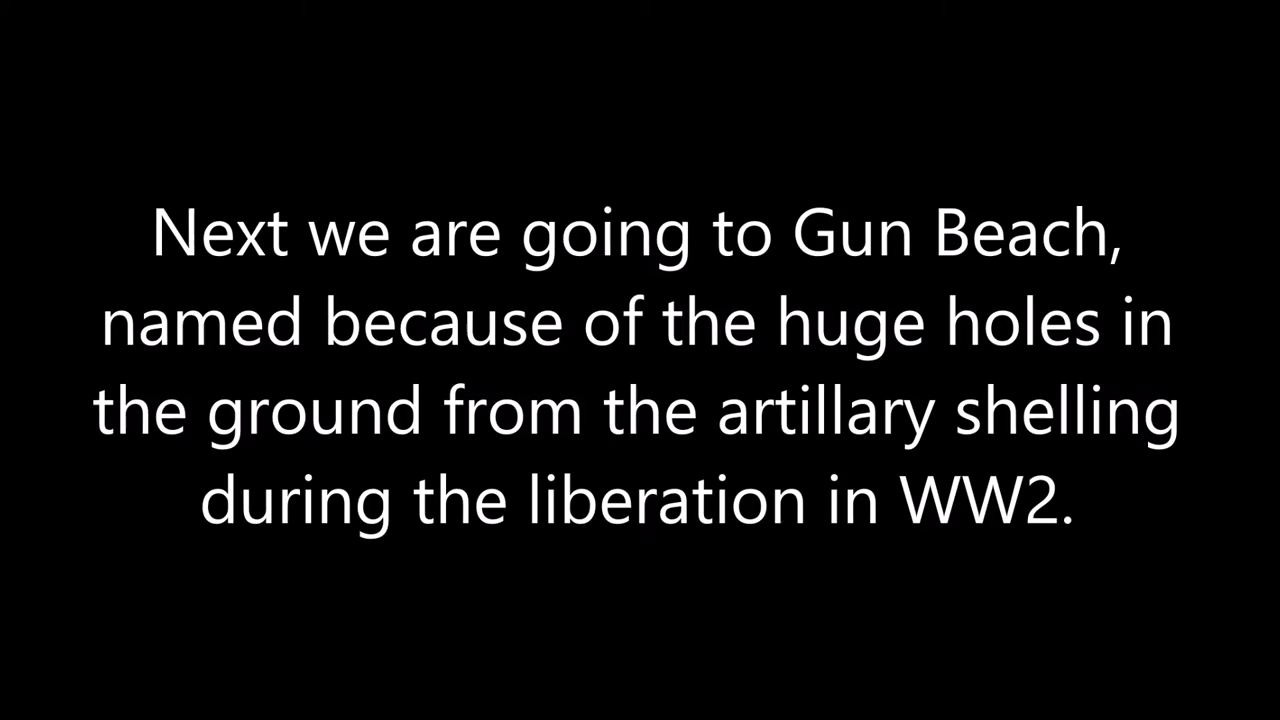 Next we are going to Gun Beach,
named because of the huge holes in
the ground from the artillary shelling
during the liberation in WW2.